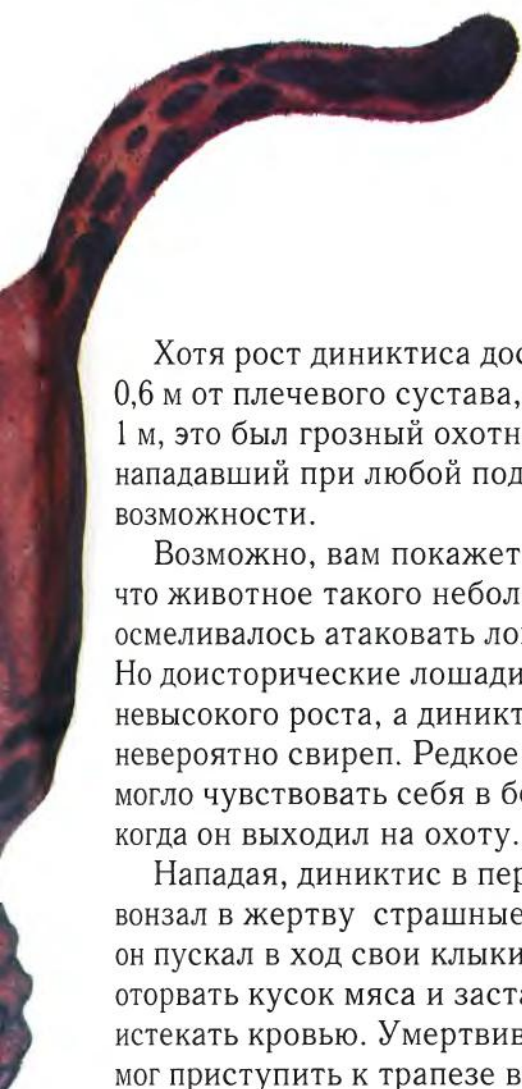 Хотя рост диниктиса дос
0,6 м от плечевого сустава,
1 м, это был грозный охотн
нападавший при любой под
возможности.
Возможно, вам покажет
что животное такого небол
осмеливалось атаковать лош
Но доисторические лошади
невысокого роста, а диникт
невероятно свиреп. Редкое
могло чувствовать себя в бе
когда он выходил на охоту.
Нападая, диниктис в пер
вонзал в жертву страшные
он пускал в ход свои клыки
оторвать кусок мяса и заста
истекать кровью. Умертвив
мог приступить к трапезе в